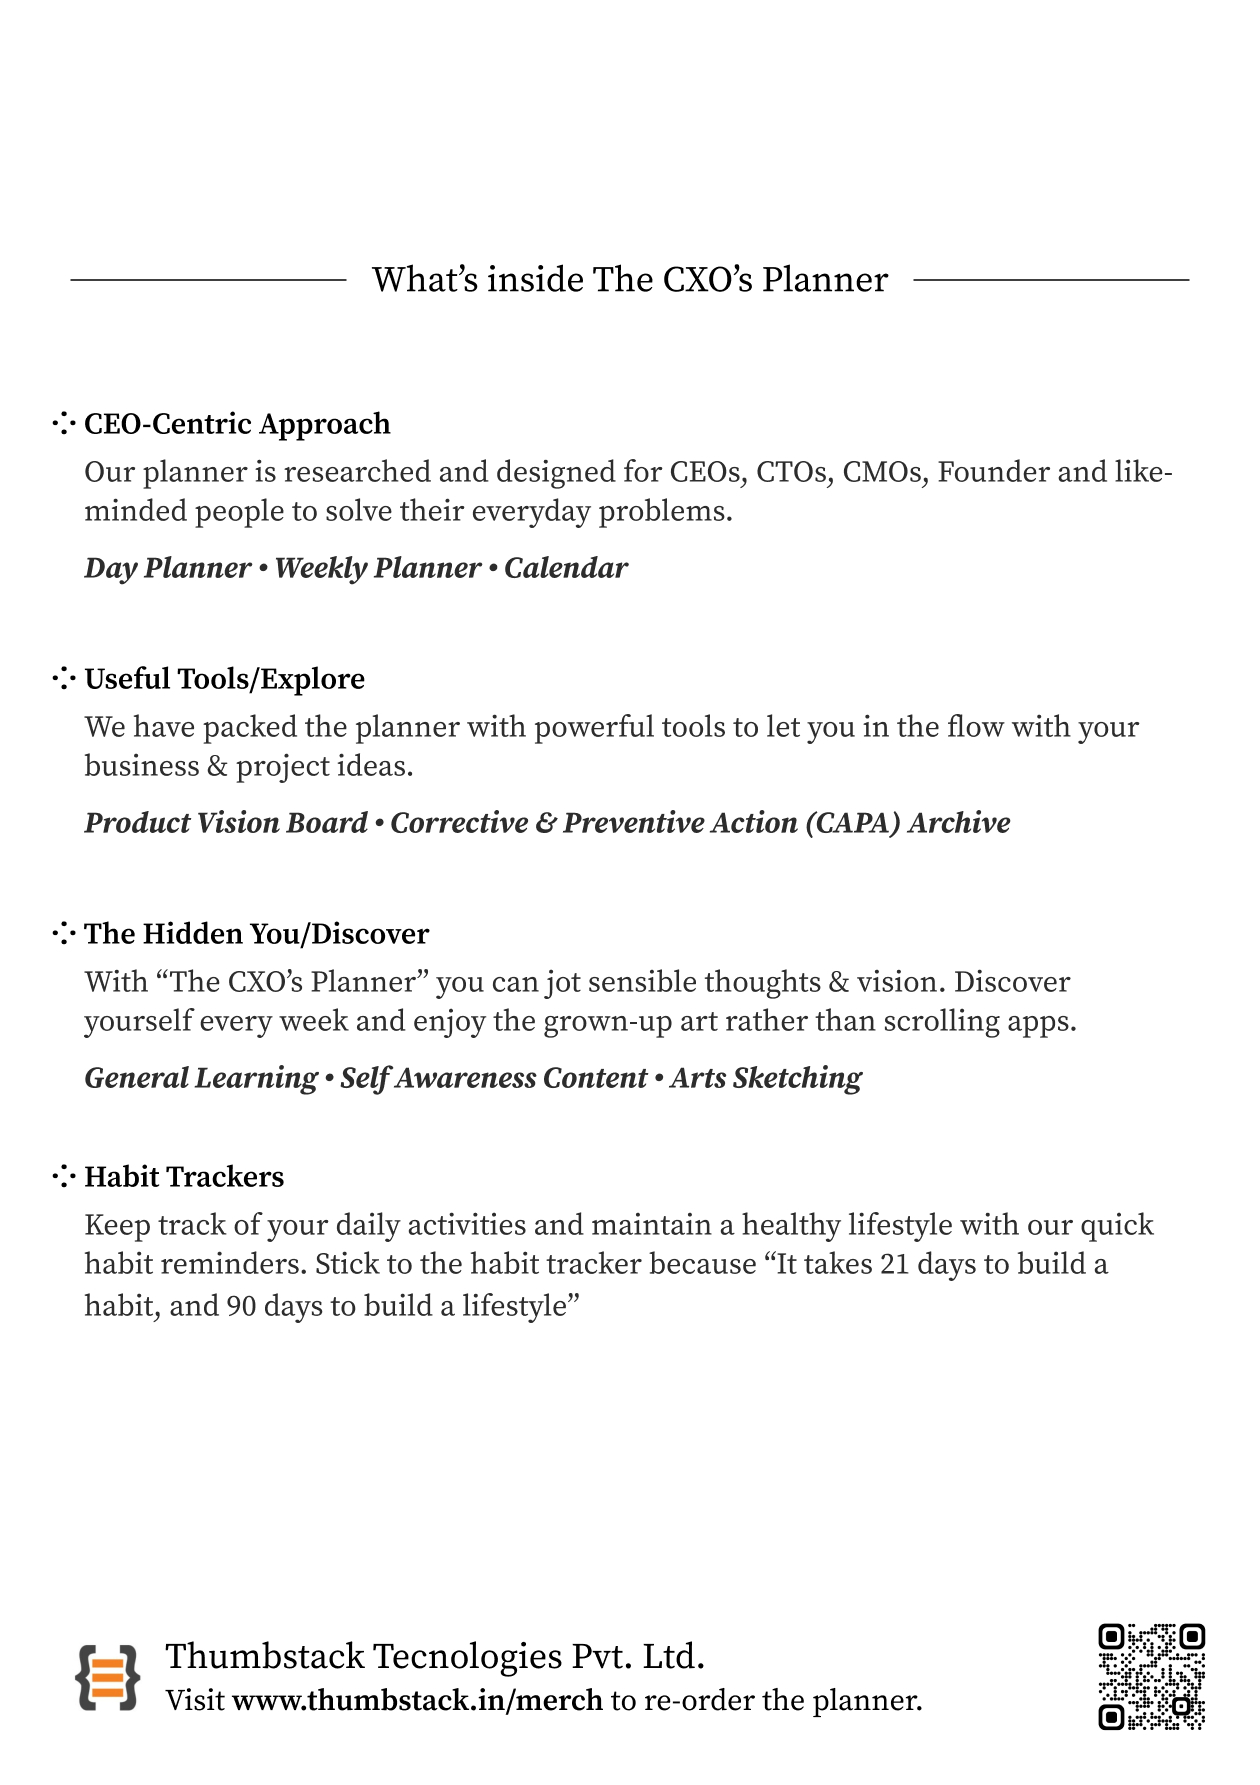 What’s inside The CXO’s Planner
CEO-Centric Approach
Our planner is researched and designed for CEOs, CTOs, CMOs, Founder and like-
minded people to solve their everyday problems.
Day Planner • Weekly Planner • Calendar
Useful Tools/Explore
We have packed the planner with powerful tools to let you in the flow with your
business & project ideas.
Product Vision Board • Corrective & Preventive Action (CAPA) Archive
The Hidden You/Discover
With “The CXO’s Planner” you can jot sensible thoughts & vision. Discover
yourself every week and enjoy the grown-up art rather than scrolling apps.
General Learning • Self Awareness Content • Arts Sketching
Habit Trackers
Keep track of your daily activities and maintain a healthy lifestyle with our quick
habit reminders. Stick to the habit tracker because “It takes 21 days to build a
habit, and 90 days to build a lifestyle”
Thumbstack Tecnologies Pvt. Ltd.
Visit www.thumbstack.in/merch to re-order the planner.